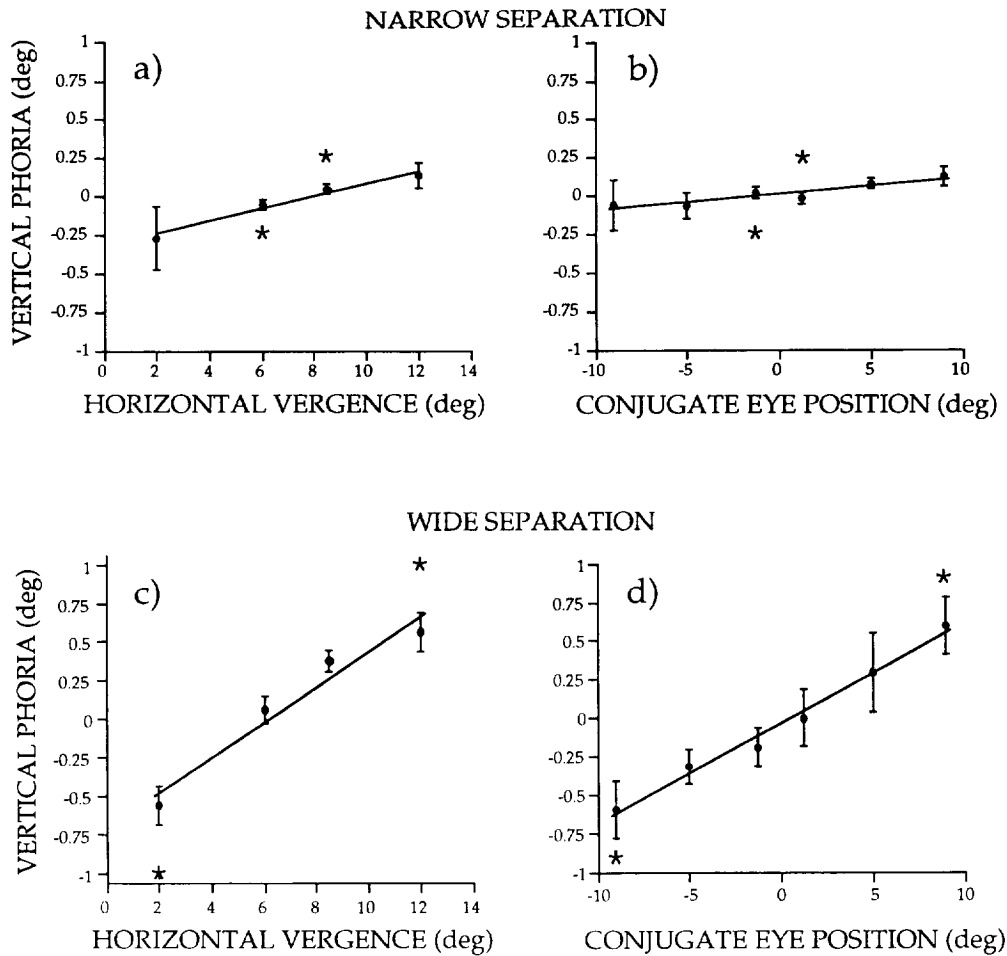 NARROW SEPARATION
a)
VERTICAL PHORIA (deg)
1
0.75
0.5
0.25
0
-0.25
-0.5
-0.75
-1
0 2 4 6 8 10 12 14
HORIZONTAL VERGENCE (deg)
b)
1
0.75
0.5
0.25
0
-0.25
-0.5
-0.75
-1
-10 -5 0 5 10
CONJUGATE EYE POSITION (deg)
WIDE SEPARATION
c)
VERTICAL PHORIA (deg)
1
0.75
0.5
0.25
0
-0.25
-0.5
-0.75
-1
0 2 4 6 8 10 12 14
HORIZONTAL VERGENCE (deg)
d)
1
0.75
0.5
0.25
0
-0.25
-0.5
-0.75
-1
-10 -5 0 5 10
CONJUGATE EYE POSITION (deg)